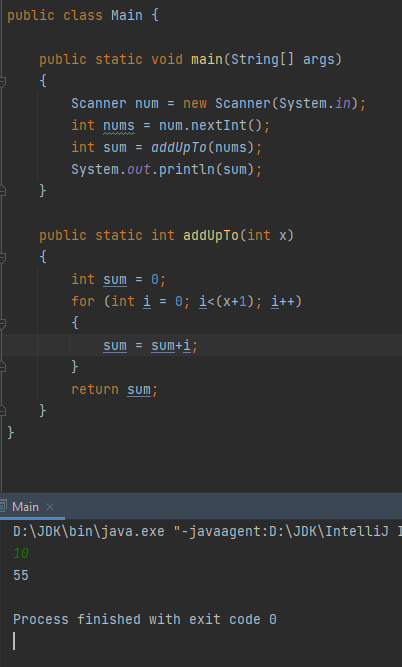 public class Main {
public static void main(String[] args)
{
Scanner num = new Scanner(System.in);
int nums = num.nextInt();
int sum = addUpTo(nums);
System.out.println(sum);
}
public static int addUpTo(int x)
{
int sum = 0;
for (int i = 0; i<(x+1); i++)
{
sum = sum+i;
}
return sum;
}
}
Main ×
D:\JDK\bin\java.exe "-javaagent:D:\JDK\IntelliJ I
10
55
Process finished with exit code 0